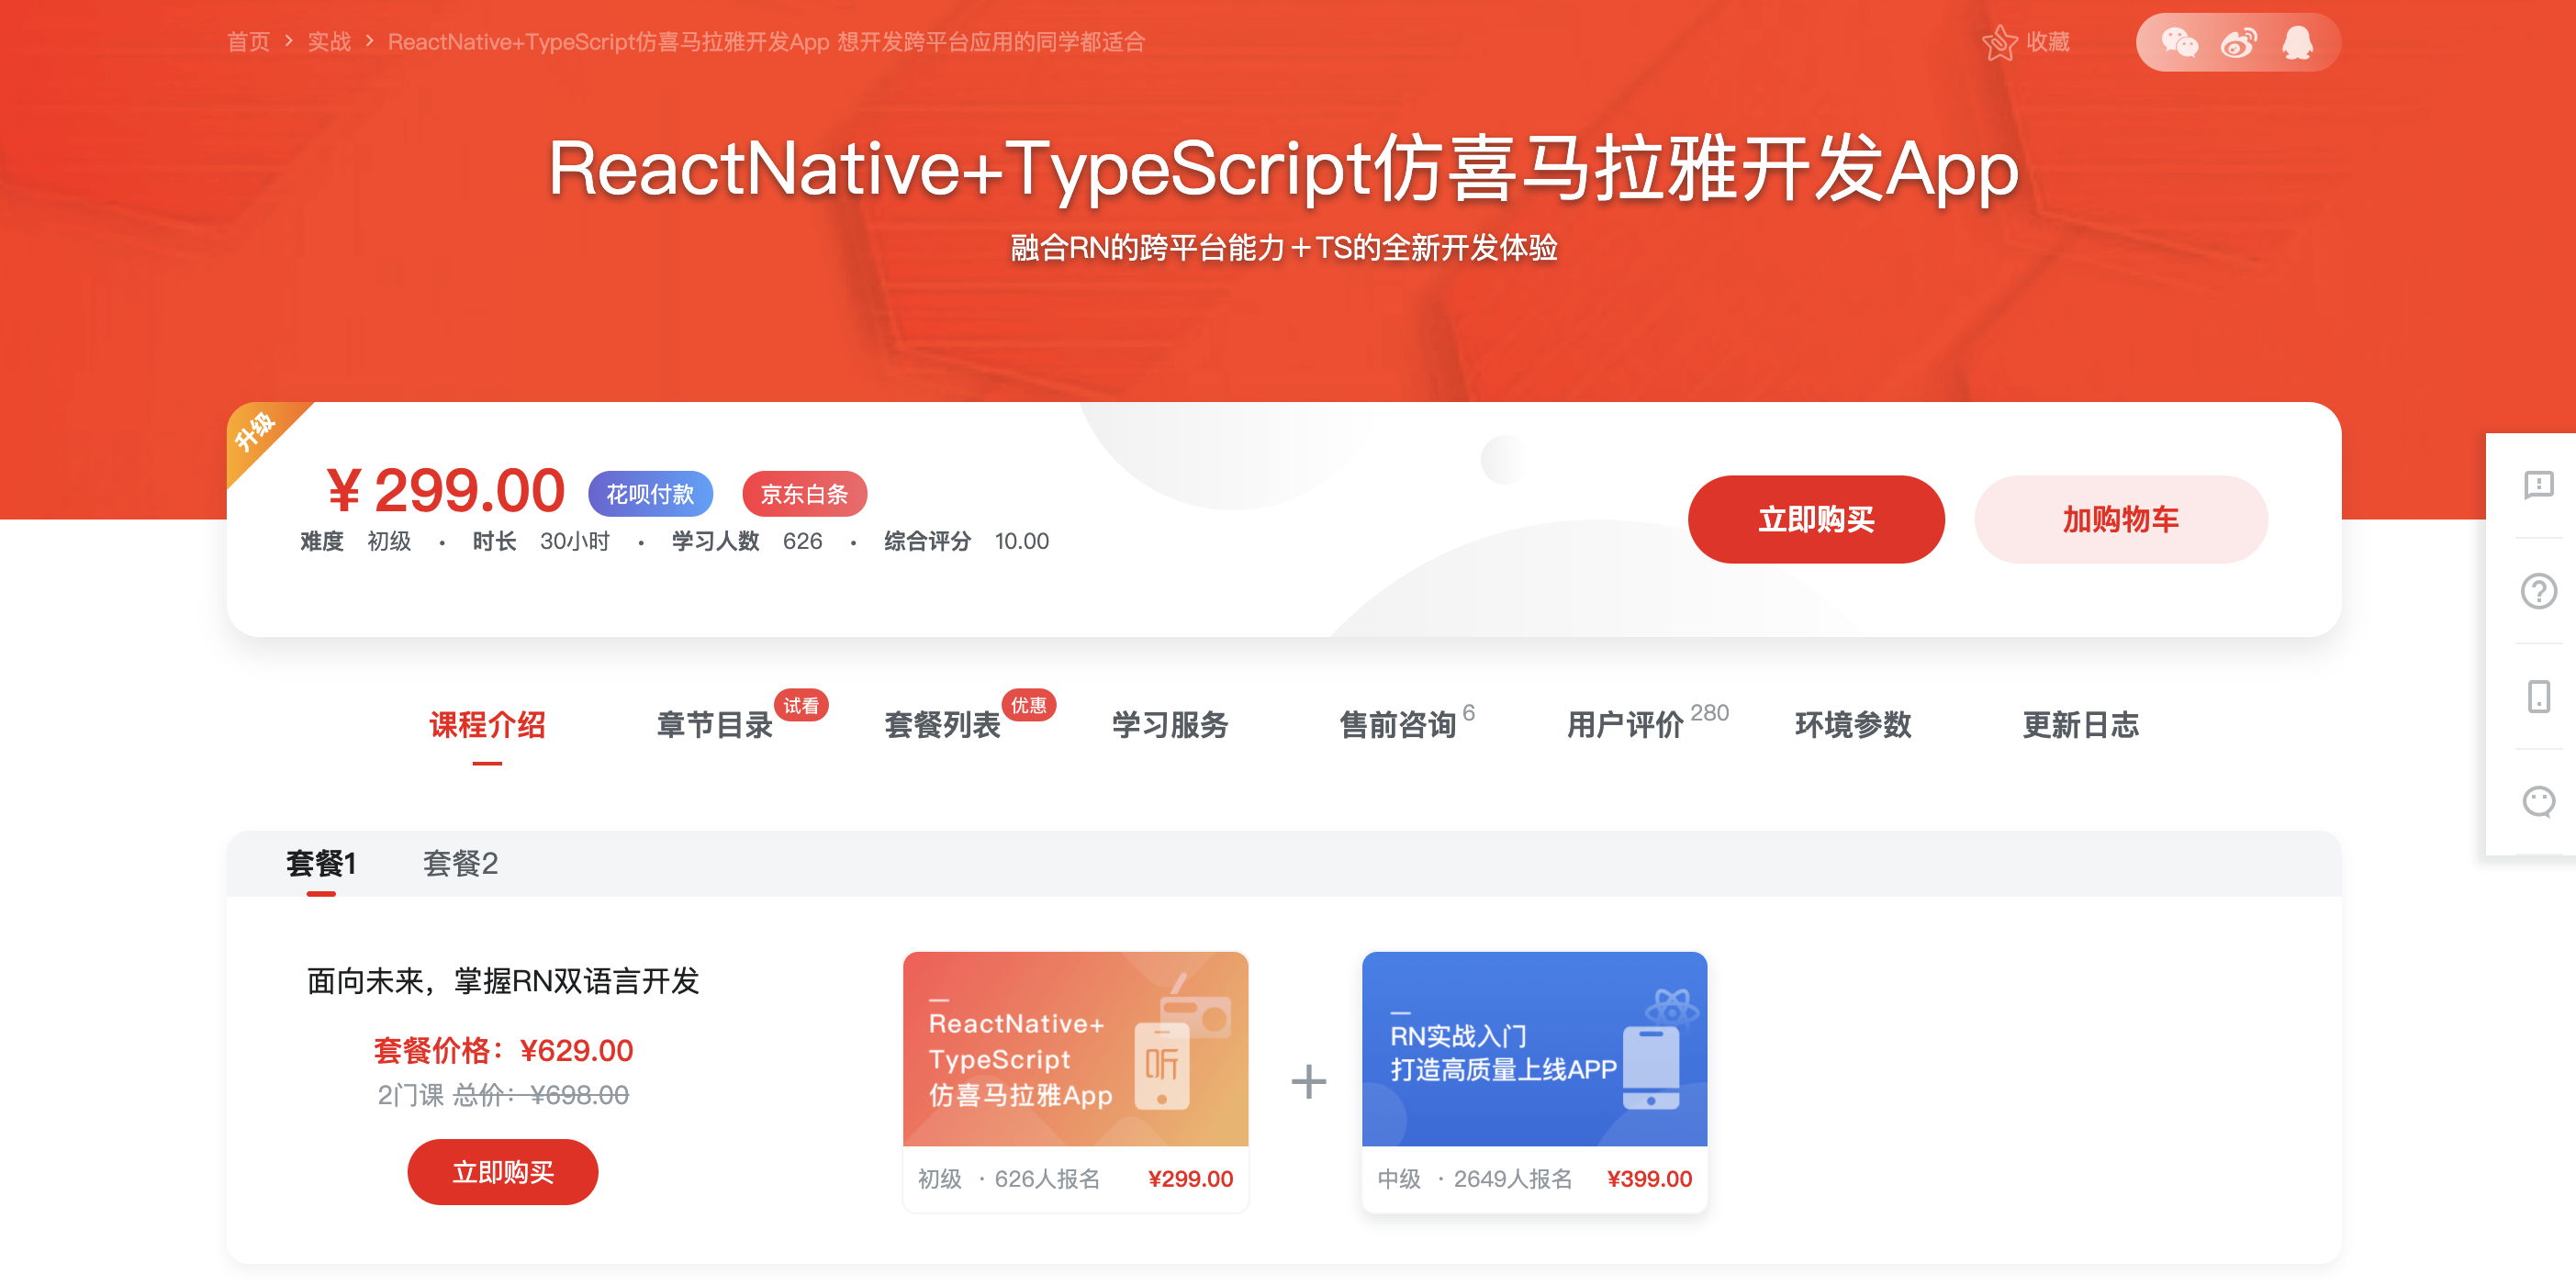 首页 > 实战 > ReactNative+TypeScript仿喜马拉雅开发App 想开发跨平台应用的同学都适合
收藏
ReactNative+TypeScript仿喜马拉雅开发App
融合RN的跨平台能力+TS的全新开发体验
升级
¥ 299.00 花呗付款 京东白条
难度 初级 · 时长 30小时 · 学习人数 626 · 综合评分 10.00
立即购买 加购物车
课程介绍 章节目录 试看 套餐列表 优惠 学习服务 售前咨询 6 用户评价 280 环境参数 更新日志
套餐1 套餐2
面向未来，掌握RN双语言开发
套餐价格：¥629.00
2门课 总价：¥698.00
立即购买
ReactNative+
TypeScript
仿喜马拉雅App
听
初级 · 626人报名 ¥299.00
+
RN实战入门
打造高质量上线APP
中级 · 2649人报名 ¥399.00